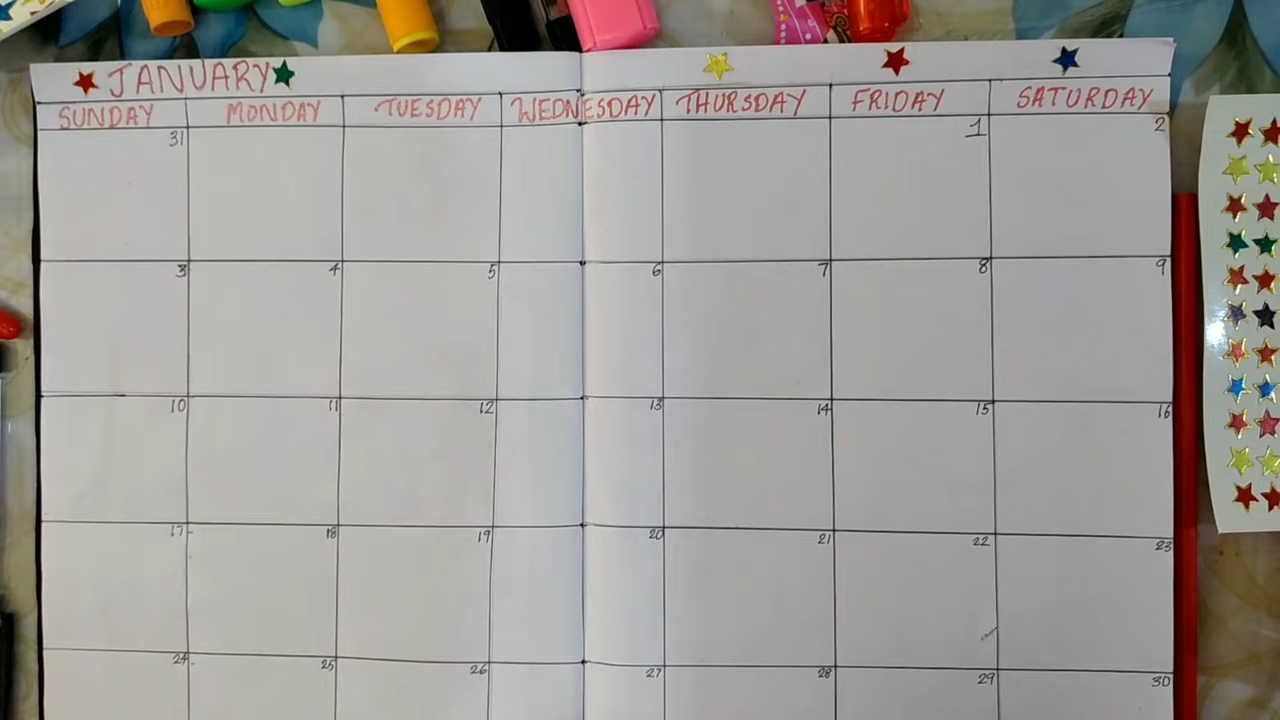 JANUARY
SUNDAY MONDAY TUESDAY WEDNESDAY THURSDAY FRIDAY SATURDAY
31 1 2
3 4 5 6 7 8 9
10 11 12 13 14 15 16
17 18 19 20 21 22 23
24 25 26 27 28 29 30